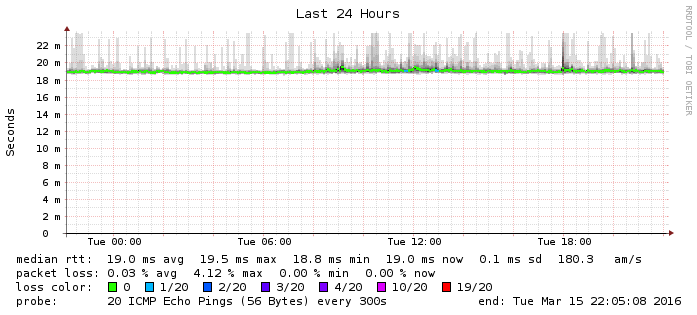 Last 24 Hours
RRDTOOL / TOBI OETIKER
Seconds
22 m
20 m
18 m
16 m
14 m
12 m
10 m
8 m
6 m
4 m
2 m
0
Tue 00:00 Tue 06:00 Tue 12:00 Tue 18:00
median rtt: 19.0 ms avg 19.5 ms max 18.8 ms min 19.0 ms now 0.1 ms sd 180.3 am/s
packet loss: 0.03 % avg 4.12 % max 0.00 % min 0.00 % now
loss color: 0 1/20 2/20 3/20 4/20 10/20 19/20
probe: 20 ICMP Echo Pings (56 Bytes) every 300s end: Tue Mar 15 22:05:08 2016